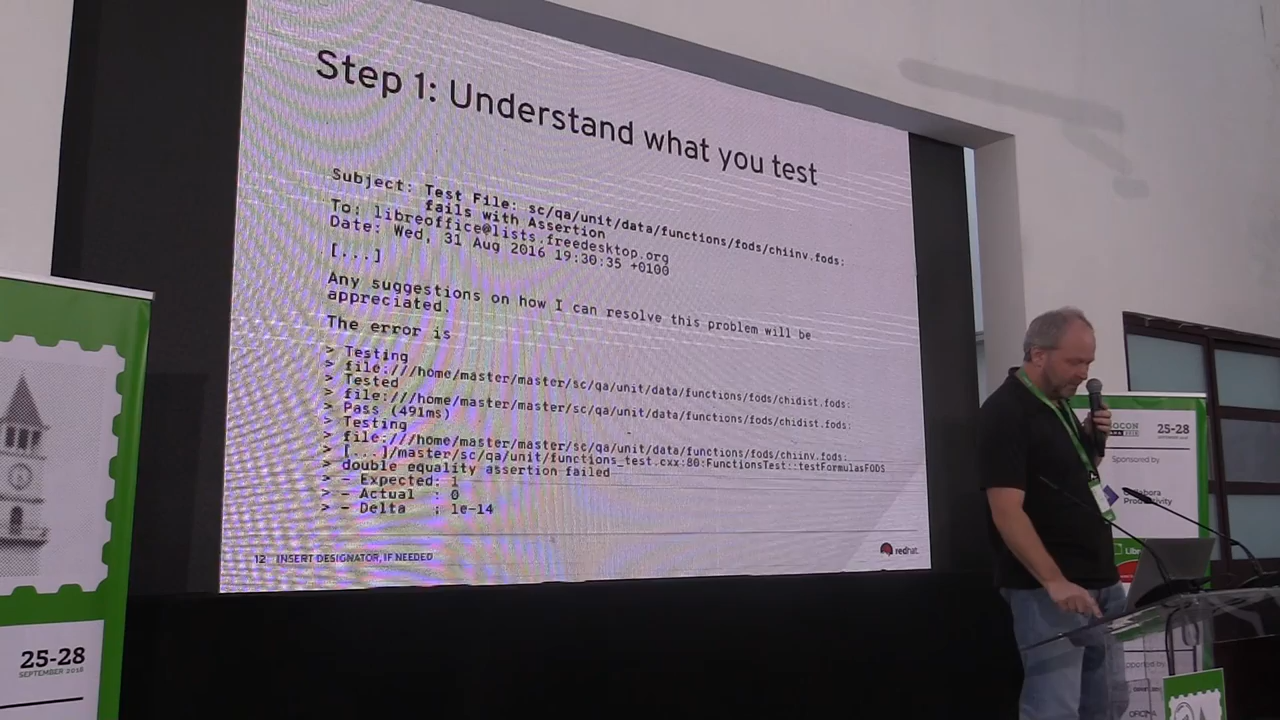 Step 1: Understand what you test
Subject: Test File: sc/qa/unit/data/functions/fods/chiinv.fods:
fails with Assertion
To: libreoffice@lists.freedesktop.org
Date: Wed, 31 Aug 2016 19:30:35 +0100
[...]
Any suggestions on how I can resolve this problem will be
appreciated.
The error is
> Testing
> file:///home/master/master/sc/qa/unit/data/functions/fods/chidist.fods:
> Tested
> file:///home/master/master/sc/qa/unit/data/functions/fods/chidist.fods:
> Pass (491ms)
> Testing
> file:///home/master/master/sc/qa/unit/data/functions/fods/chiinv.fods:
> [...]/master/sc/qa/unit/functions_test.cxx:80:FunctionsTest::testFormulasFODS
> double equality assertion failed
> - Expected: 1
> - Actual : 0
> - Delta : 1e-14
12 INSERT DESIGNATOR, IF NEEDED
redhat.
25-28
SEPTEMBER 2018
OCON
25-28
Sponsored by
Collabora
Productivity
Libre